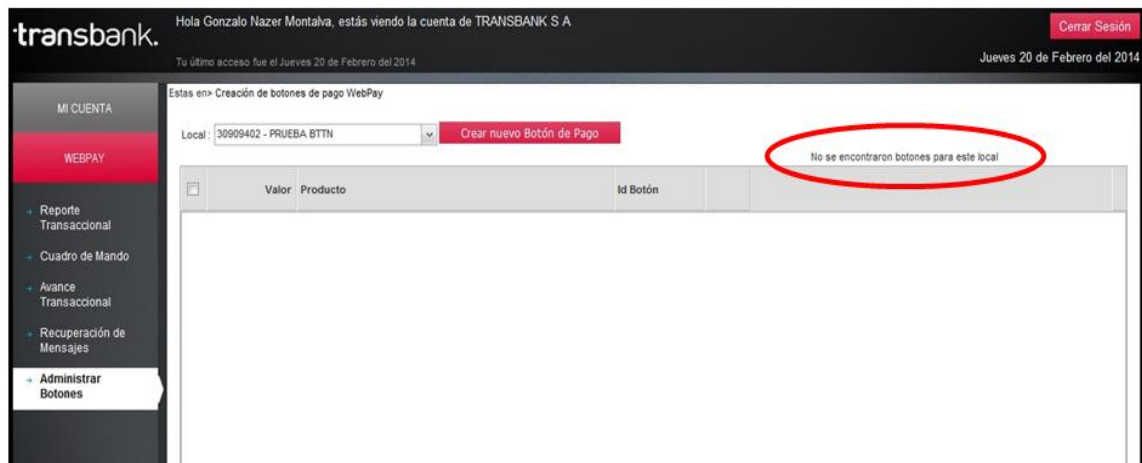 transbank.
Hola Gonzalo Nazer Montalva, estás viendo la cuenta de TRANSBANK S A
Cerrar Sesión
Tu último acceso fue el Jueves 20 de Febrero del 2014
Jueves 20 de Febrero del 2014
MI CUENTA
WEBPAY
Reporte
Transaccional
Cuadro de Mando
Avance
Transaccional
Recuperación de
Mensajes
Administrar
Botones
Estas en> Creación de botones de pago WebPay
Local : 30909402 - PRUEBA BTTN
Crear nuevo Botón de Pago
No se encontraron botones para este local
Valor Producto Id Botón